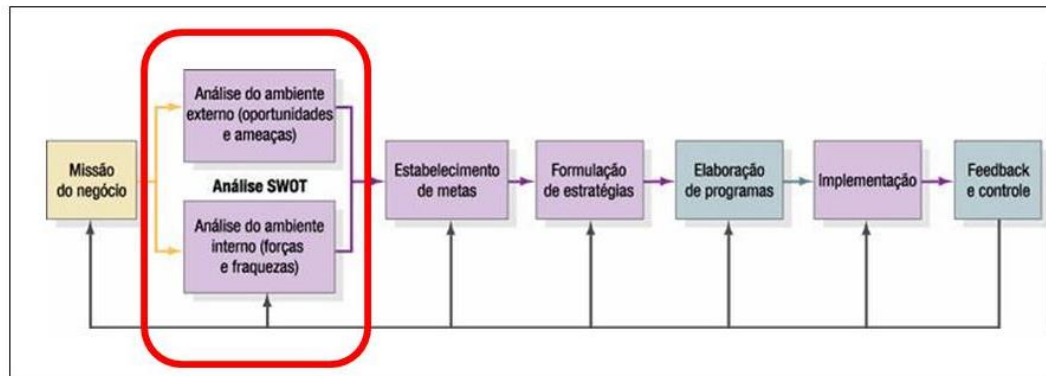 Missão
do negócio
Análise do ambiente
externo (oportunidades
e ameaças)
Análise SWOT
Análise do ambiente
interno (forças
e fraquezas)
Estabelecimento
de metas
Formulação
de estratégias
Elaboração
de programas
Implementação
Feedback
e controle